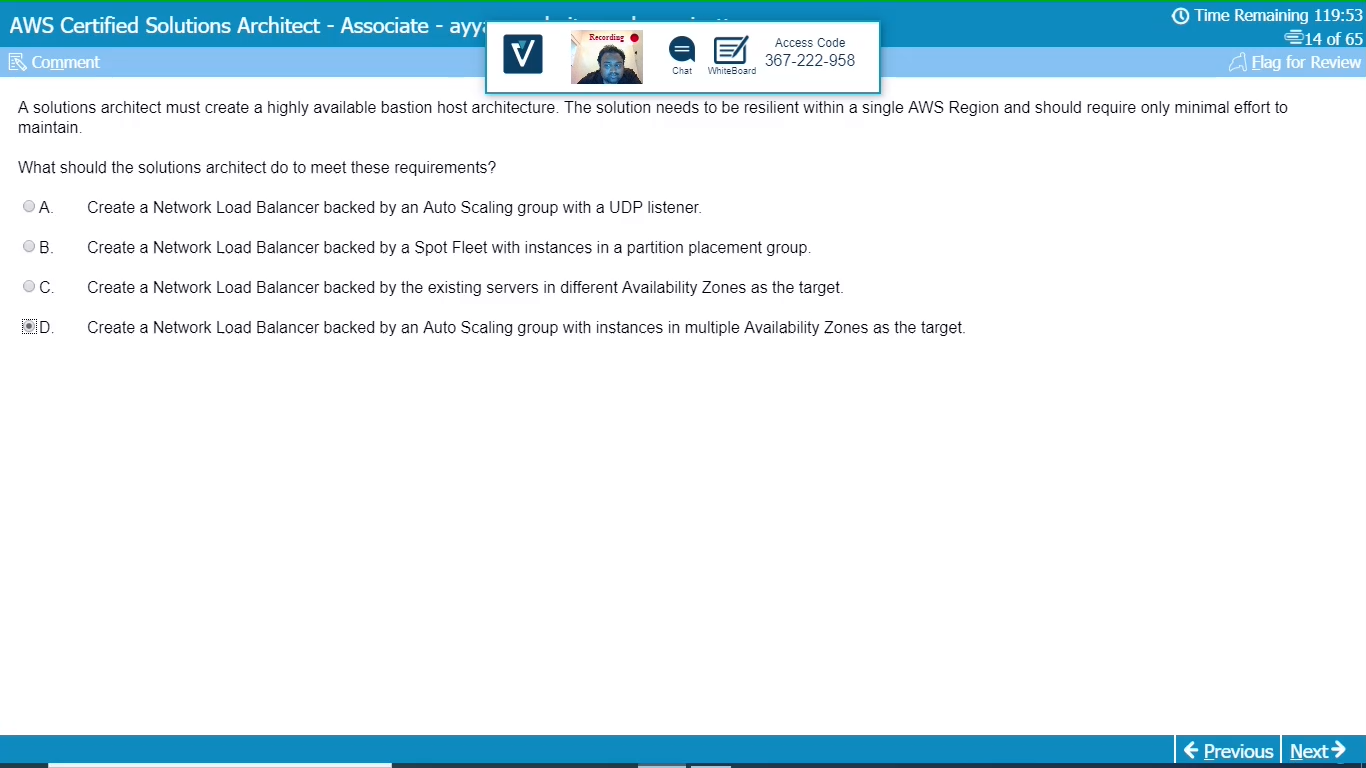 AWS Certified Solutions Architect - Associate -
Time Remaining 119:53
14 of 65
Comment
Flag for Review
Recording
Chat
WhiteBoard
Access Code
367-222-958
A solutions architect must create a highly available bastion host architecture. The solution needs to be resilient within a single AWS Region and should require only minimal effort to
maintain.
What should the solutions architect do to meet these requirements?
A. Create a Network Load Balancer backed by an Auto Scaling group with a UDP listener.
B. Create a Network Load Balancer backed by a Spot Fleet with instances in a partition placement group.
C. Create a Network Load Balancer backed by the existing servers in different Availability Zones as the target.
D. Create a Network Load Balancer backed by an Auto Scaling group with instances in multiple Availability Zones as the target.
Previous
Next